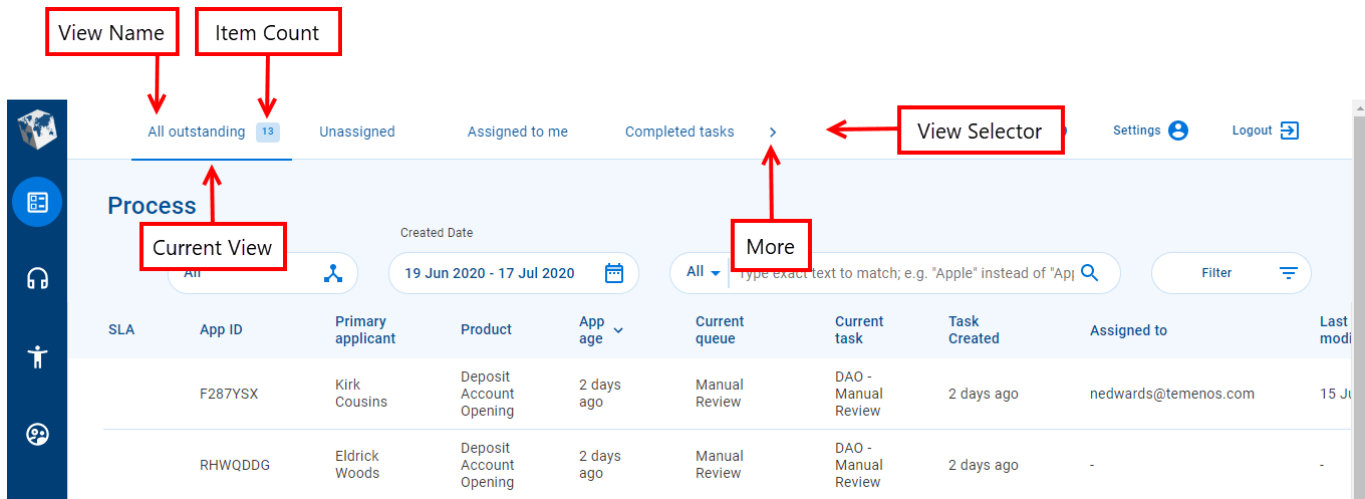 View Name
Item Count
All outstanding 13 Unassigned Assigned to me Completed tasks View Selector Settings Logout
Process
Current View
More
Created Date
All 19 Jun 2020 - 17 Jul 2020 All Type exact text to match; e.g. "Apple" instead of "App Filter
SLA App ID Primary applicant Product App age Current queue Current task Task Created Assigned to Last modi
F287YSX Kirk Cousins Deposit Account Opening 2 days ago Manual Review DAO - Manual Review 2 days ago nedwards@temenos.com 15 Ju
RHWQDDG Eldrick Woods Deposit Account Opening 2 days ago Manual Review DAO - Manual Review 2 days ago - -